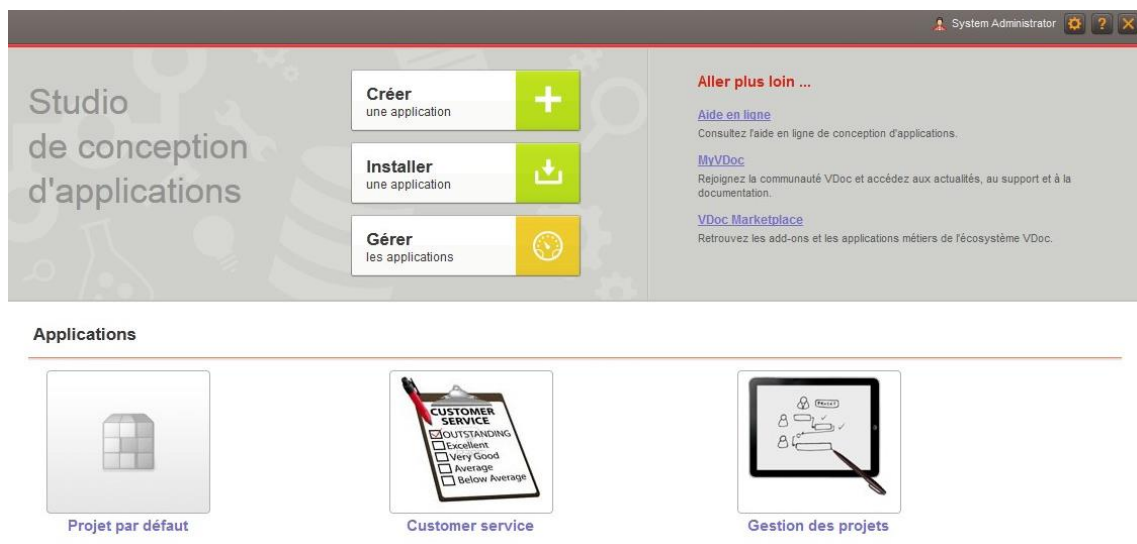 System Administrator
?
Studio
de conception
d'applications
Créer
une application
Installer
une application
Gérer
les applications
Aller plus loin ...
Aide en ligne
Consultez l'aide en ligne de conception d'applications.
MyVDoc
Rejoignez la communauté VDoc et accédez aux actualités, au support et à la
documentation.
VDoc Marketplace
Retrouvez les add-ons et les applications métiers de l'écosystème VDoc.
Applications
CUSTOMER
SERVICE
OUTSTANDING
Excellent
Very Good
Average
Below Average
PROJET
Projet par défaut
Customer service
Gestion des projets